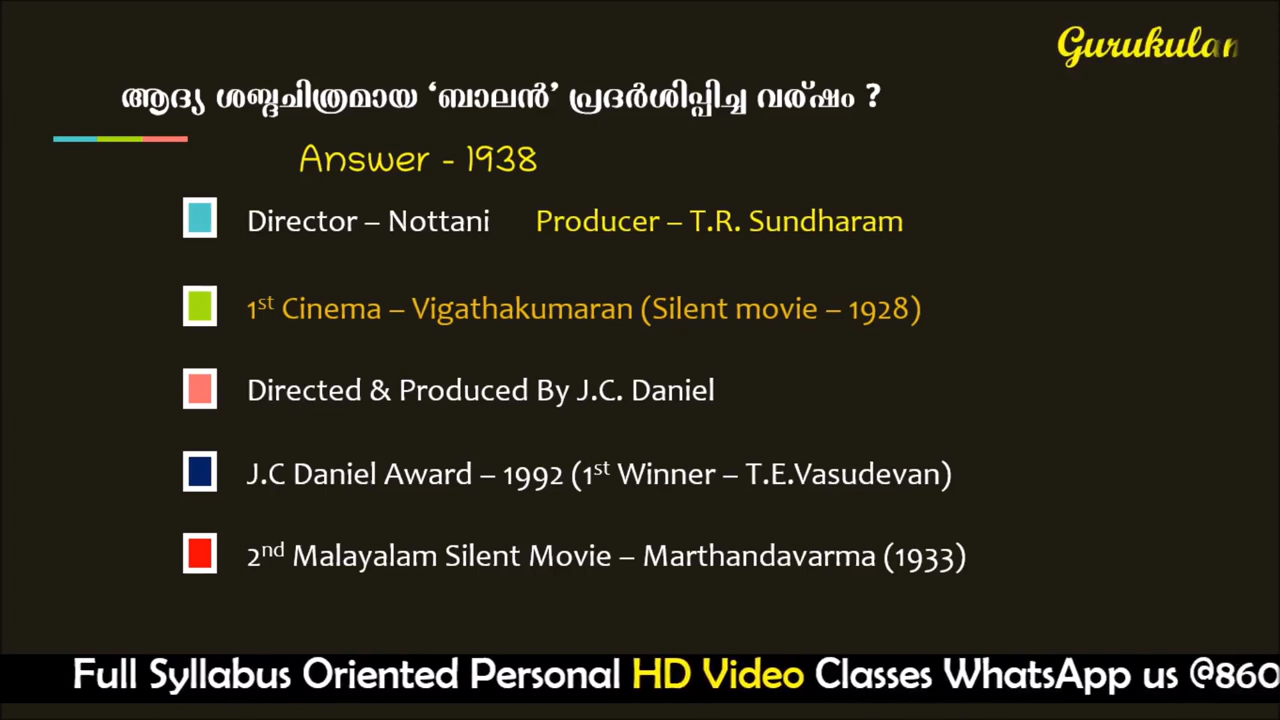 Gurukulam
ആദ്യ ശബ്ദചിത്രമായ ‘ബാലൻ’ പ്രദർശിപ്പിച്ച വര്ഷം ?
Answer - 1938
Director – Nottani Producer – T.R. Sundharam
1st Cinema – Vigathakumaran (Silent movie – 1928)
Directed & Produced By J.C. Daniel
J.C Daniel Award – 1992 (1st Winner – T.E.Vasudevan)
2nd Malayalam Silent Movie – Marthandavarma (1933)
Full Syllabus Oriented Personal HD Video Classes WhatsApp us @860